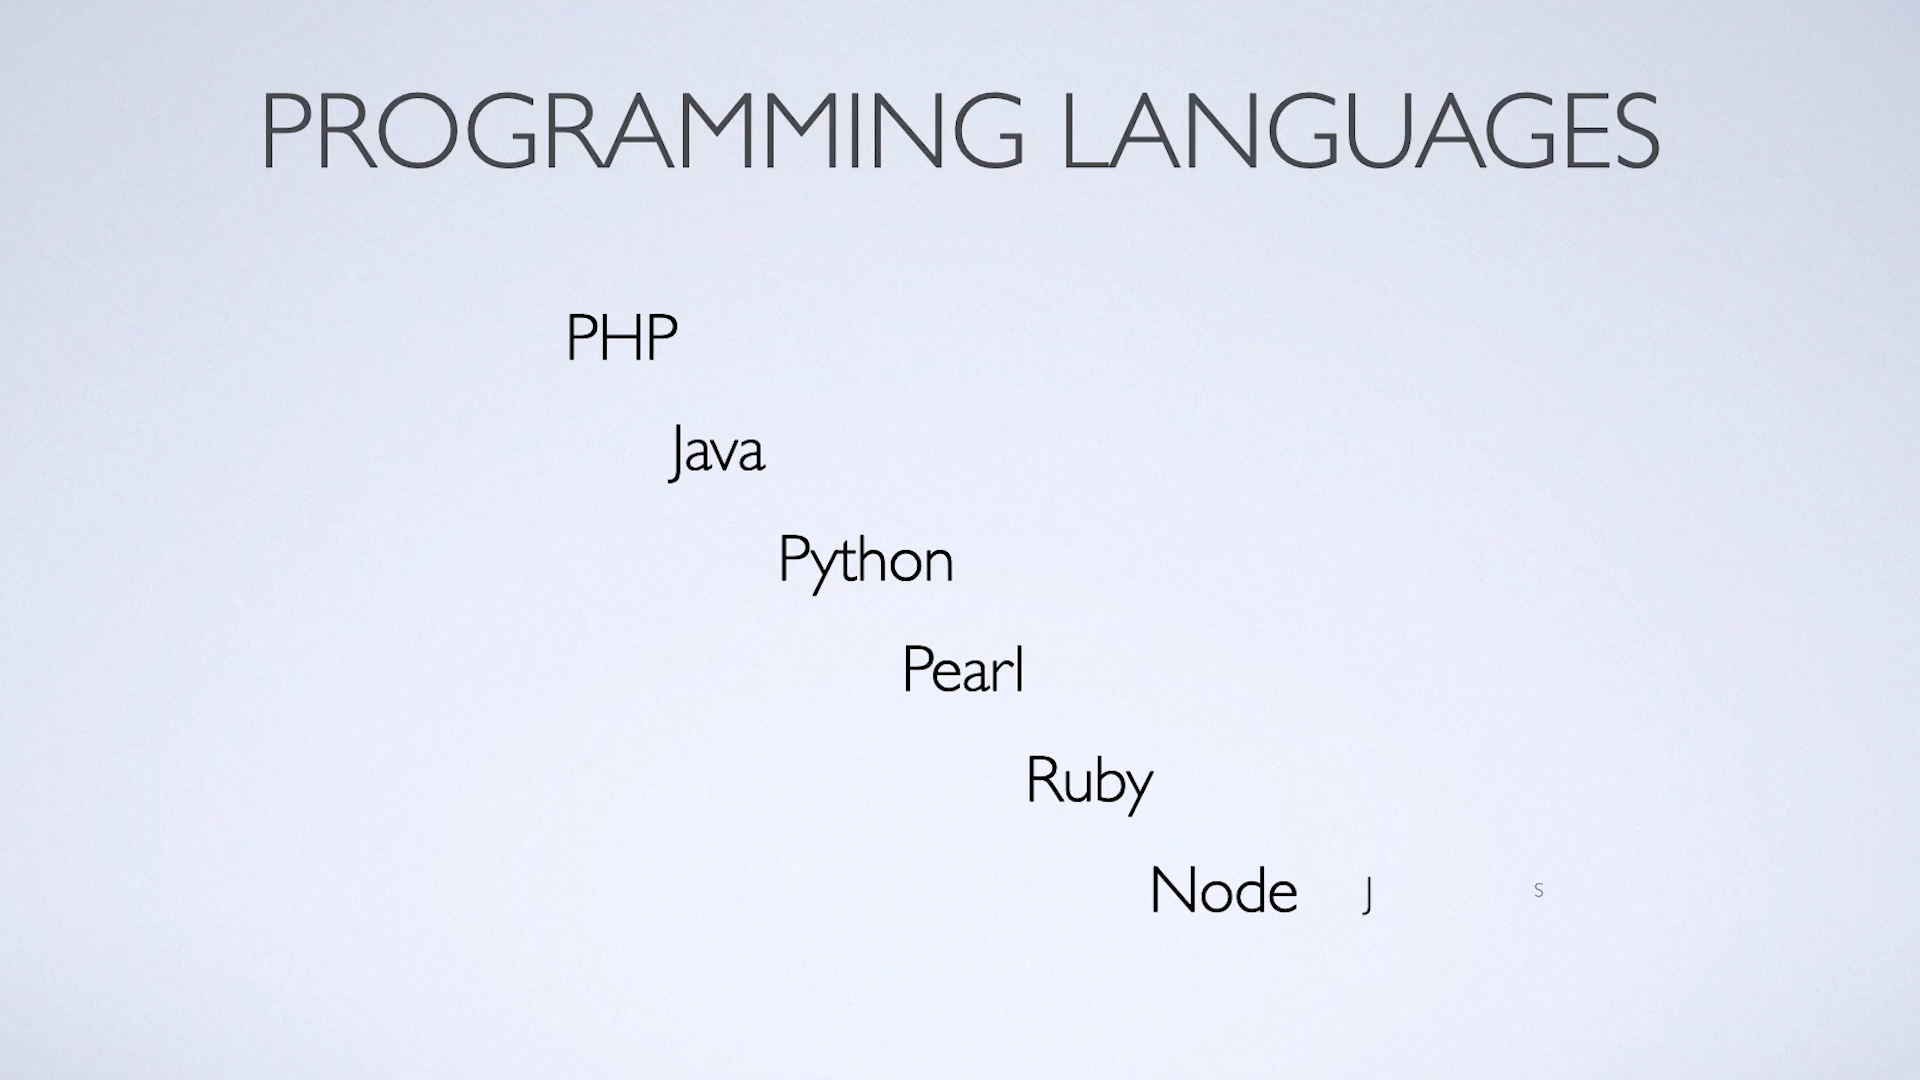 PROGRAMMING LANGUAGES
PHP
Java
Python
Pearl
Ruby
Node J s